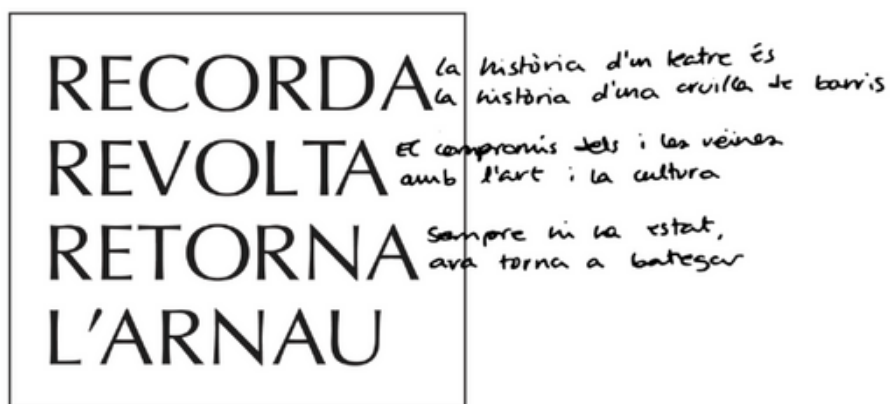 RECORDA
la història d'un teatre és
la història d'una cruïlla de barris
REVOLTA
El compromís dels i les veïnes
amb l'art i la cultura
RETORNA
Sempre hi ha estat,
ara torna a bategar
L'ARNAU